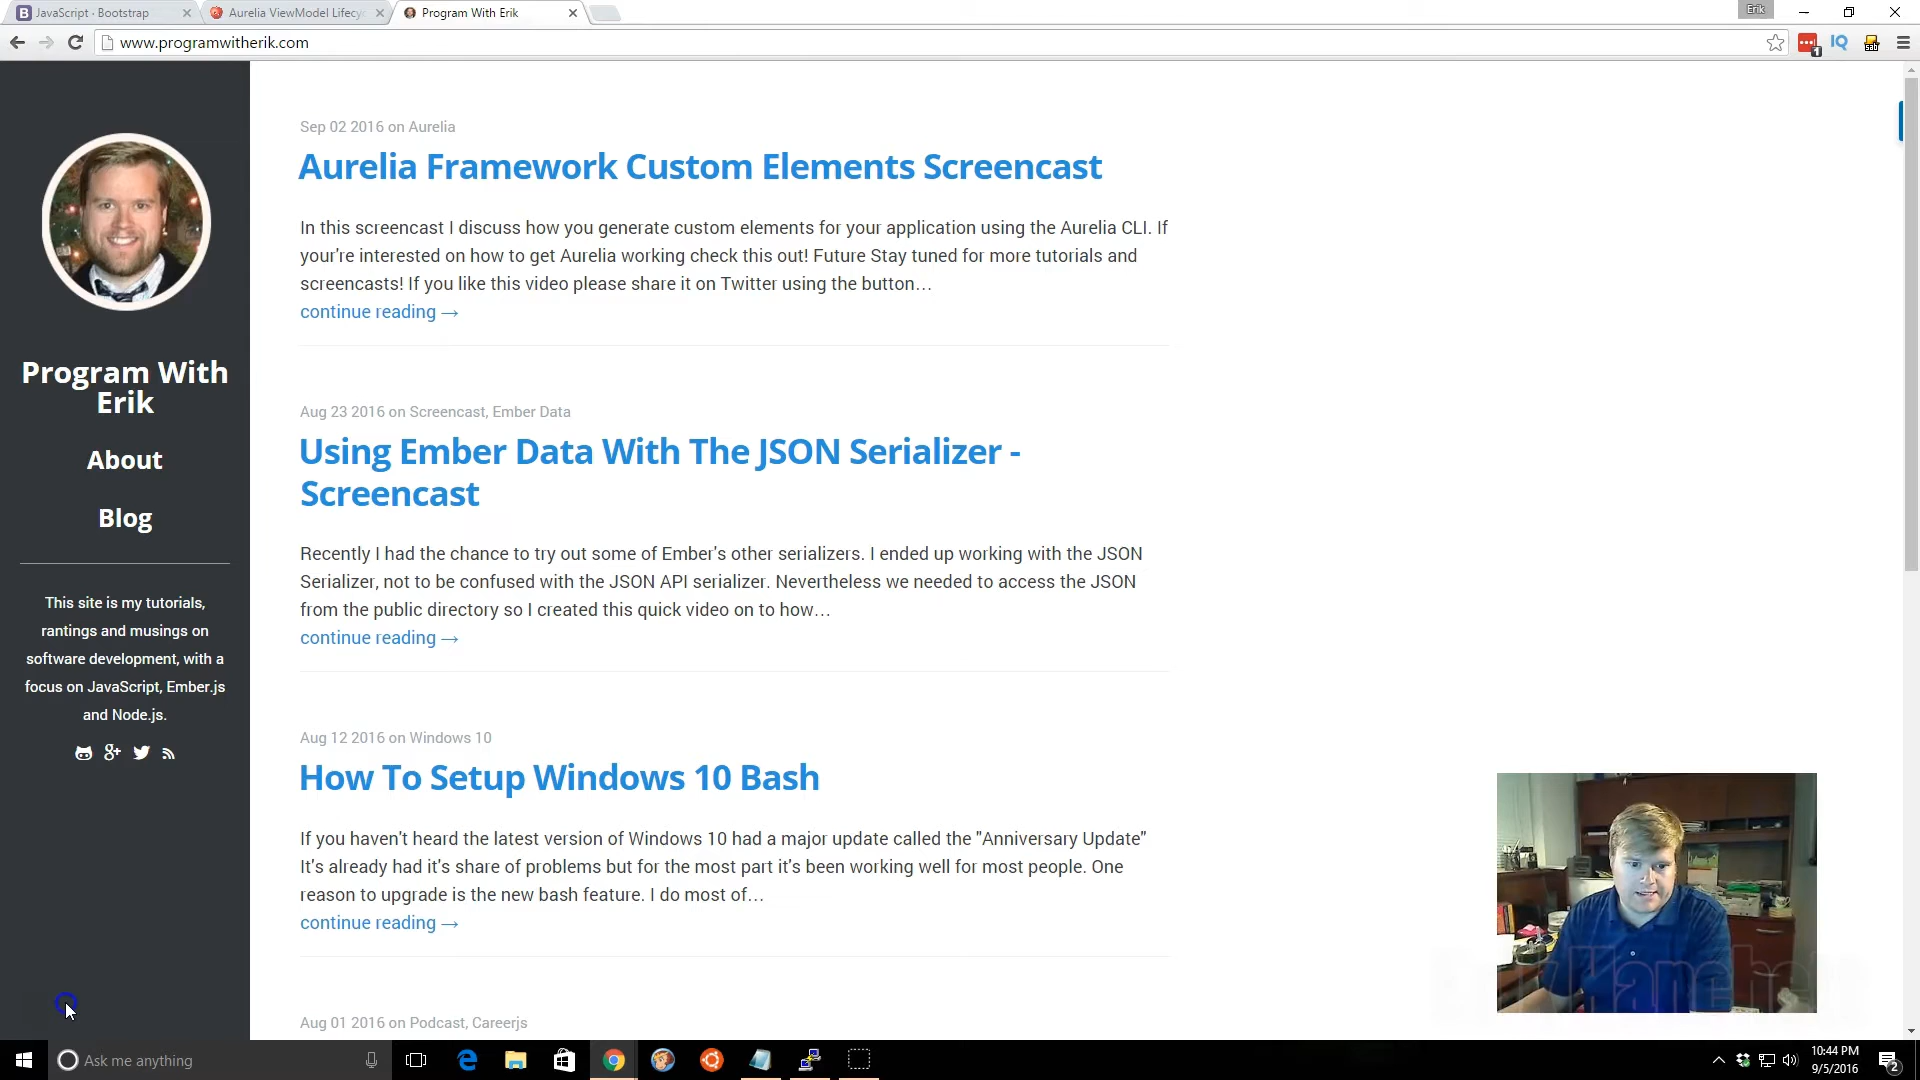 JavaScript · Bootstrap
Aurelia ViewModel Lifecy
Program With Erik
Erik
www.programwitherik.com
1
IQ
Sep 02 2016 on Aurelia
Aurelia Framework Custom Elements Screencast
In this screencast I discuss how you generate custom elements for your application using the Aurelia CLI. If
your're interested on how to get Aurelia working check this out! Future Stay tuned for more tutorials and
screencasts! If you like this video please share it on Twitter using the button…
continue reading →
Aug 23 2016 on Screencast, Ember Data
Using Ember Data With The JSON Serializer -
Screencast
Recently I had the chance to try out some of Ember's other serializers. I ended up working with the JSON
Serializer, not to be confused with the JSON API serializer. Nevertheless we needed to access the JSON
from the public directory so I created this quick video on to how…
continue reading →
Aug 12 2016 on Windows 10
How To Setup Windows 10 Bash
If you haven't heard the latest version of Windows 10 had a major update called the "Anniversary Update"
It's already had it's share of problems but for the most part it's been working well for most people. One
reason to upgrade is the new bash feature. I do most of…
continue reading →
Aug 01 2016 on Podcast, Careerjs
Program With
Erik
About
Blog
This site is my tutorials,
rantings and musings on
software development, with a
focus on JavaScript, Ember.js
and Node.js.
Ask me anything
10:44 PM
9/5/2016
2